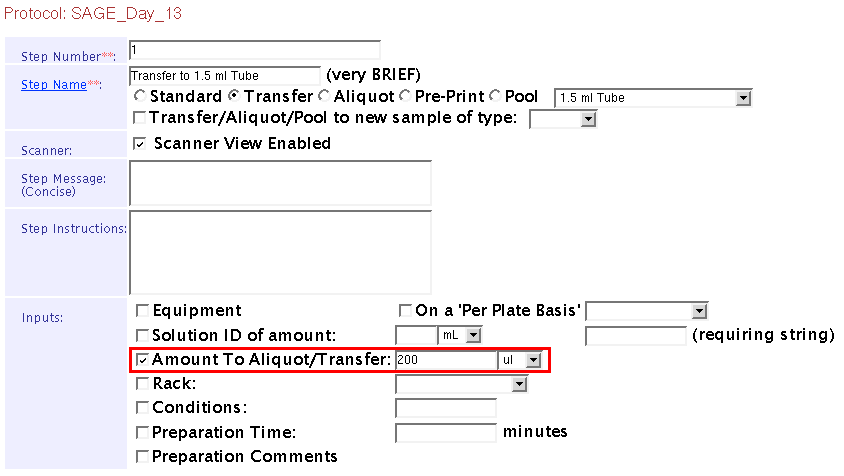 Protocol: SAGE_Day_13
Step Number**: 1
Step Name**: Transfer to 1.5 ml Tube (very BRIEF)
Standard Transfer Aliquot Pre-Print Pool 1.5 ml Tube
Transfer/Aliquot/Pool to new sample of type:
Scanner: Scanner View Enabled
Step Message:
(Concise)
Step Instructions:
Inputs: Equipment On a 'Per Plate Basis'
Solution ID of amount: mL (requiring string)
Amount To Aliquot/Transfer: 200 ul
Rack:
Conditions:
Preparation Time: minutes
Preparation Comments